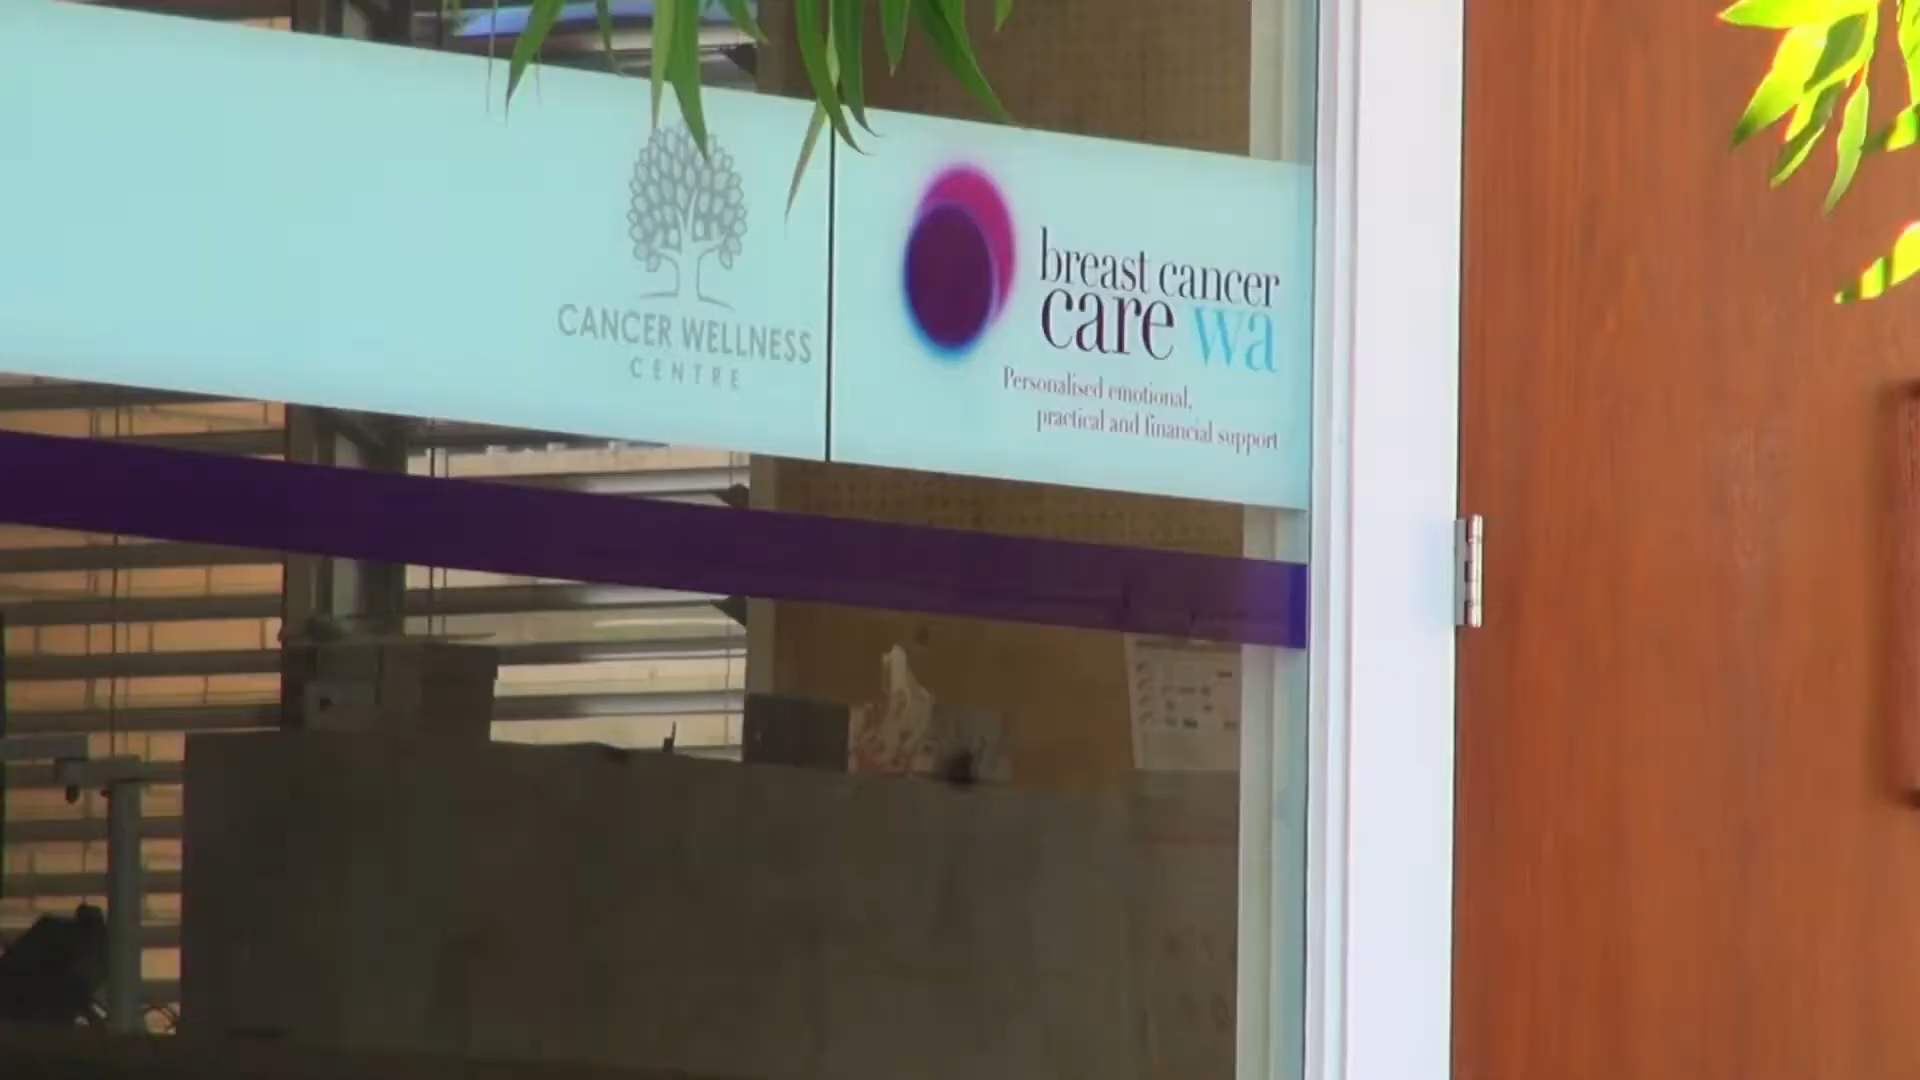 CANCER WELLNESS
CENTRE
breast cancer
care wa
Personalised emotional,
practical and financial support